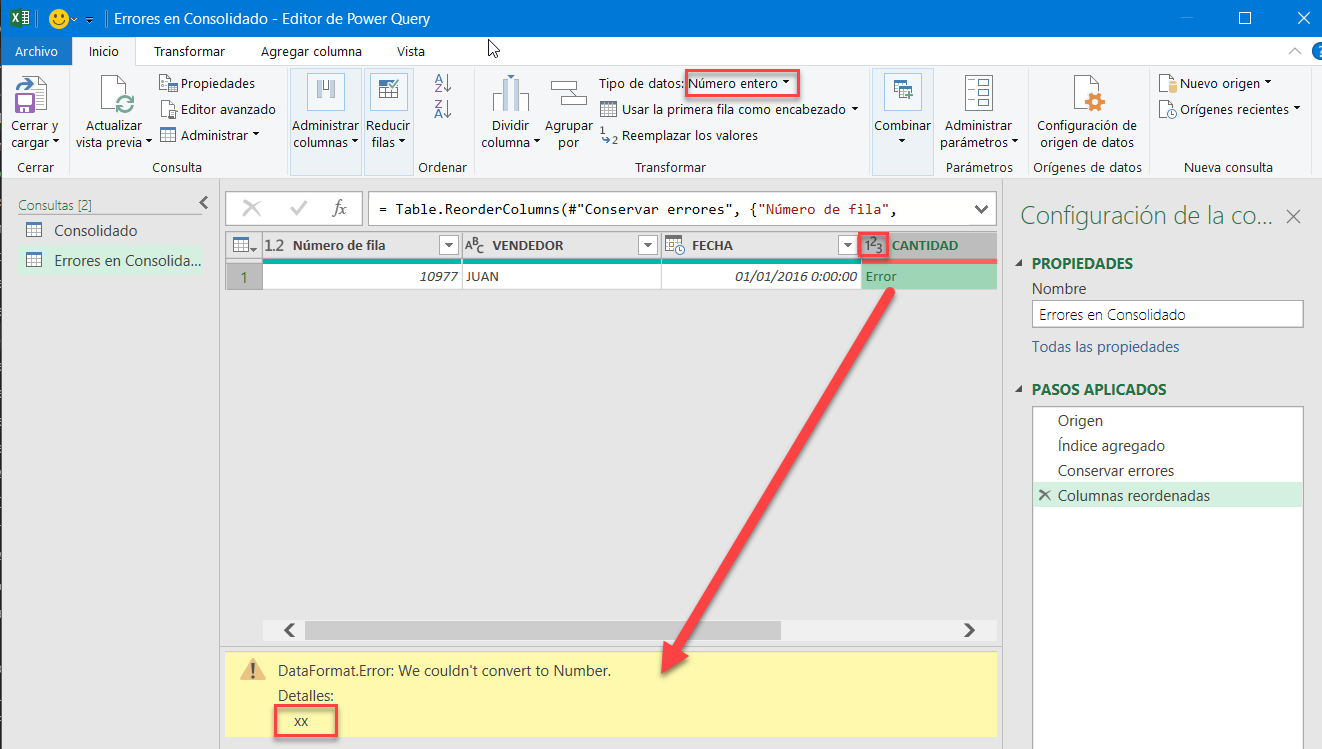 Errores en Consolidado - Editor de Power Query
Archivo
Inicio
Transformar
Agregar columna
Vista
Cerrar y
cargar
Cerrar
Actualizar
vista previa
Propiedades
Editor avanzado
Administrar
Consulta
Administrar
columnas
Reducir
filas
Ordenar
Dividir
columna
Agrupar
por
Tipo de datos: Número entero
Usar la primera fila como encabezado
Reemplazar los valores
Transformar
Combinar
Administrar
parámetros
Parámetros
Configuración de
origen de datos
Orígenes de datos
Nuevo origen
Orígenes recientes
Nueva consulta
Consultas [2]
Consolidado
Errores en Consolida...
fx
= Table.ReorderColumns(#"Conservar errores", {"Número de fila",
1.2 Número de fila
ABC VENDEDOR
FECHA
123 CANTIDAD
1 10977 JUAN 01/01/2016 0:00:00 Error
DataFormat.Error: We couldn't convert to Number.
Detalles:
xx
Configuración de la co...
PROPIEDADES
Nombre
Errores en Consolidado
Todas las propiedades
PASOS APLICADOS
Origen
Índice agregado
Conservar errores
Columnas reordenadas